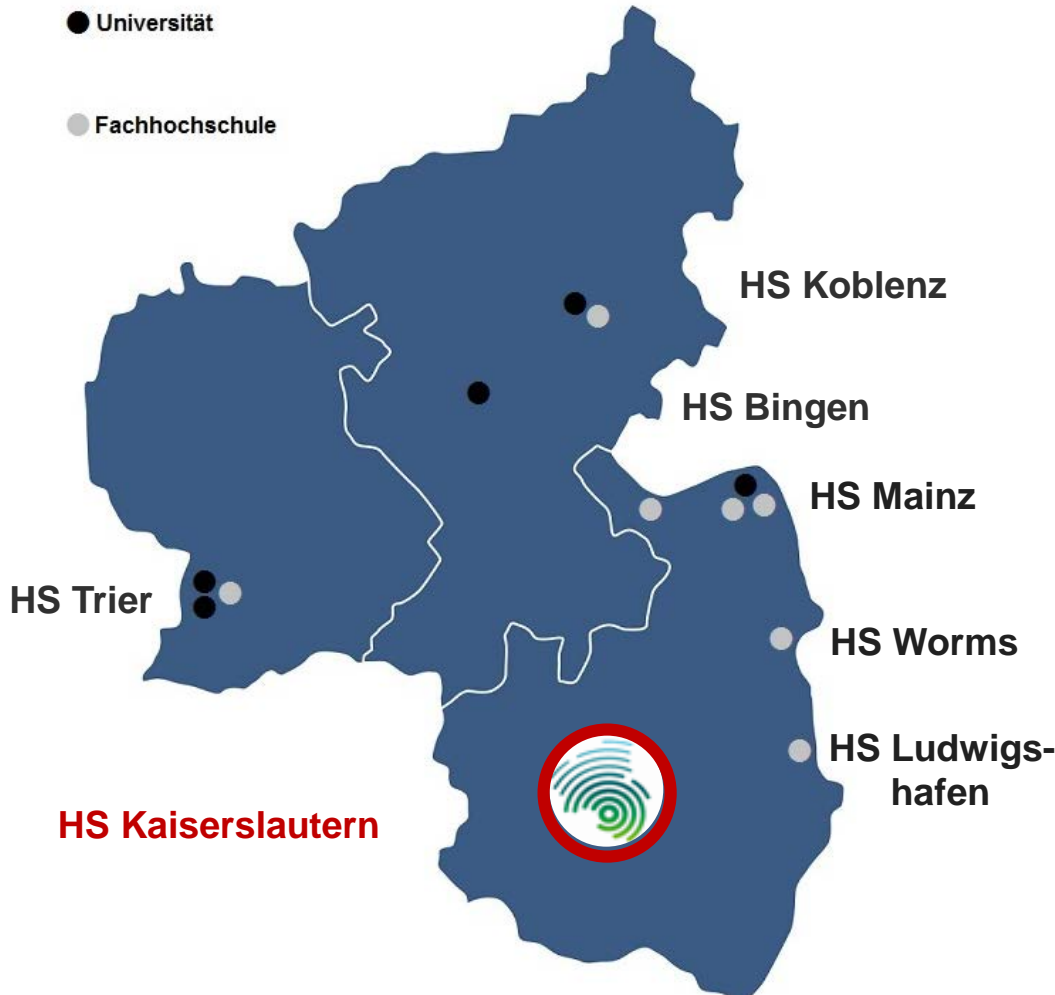 Universität
Fachhochschule
HS Koblenz
HS Bingen
HS Mainz
HS Trier
HS Worms
HS Ludwigs-
hafen
HS Kaiserslautern